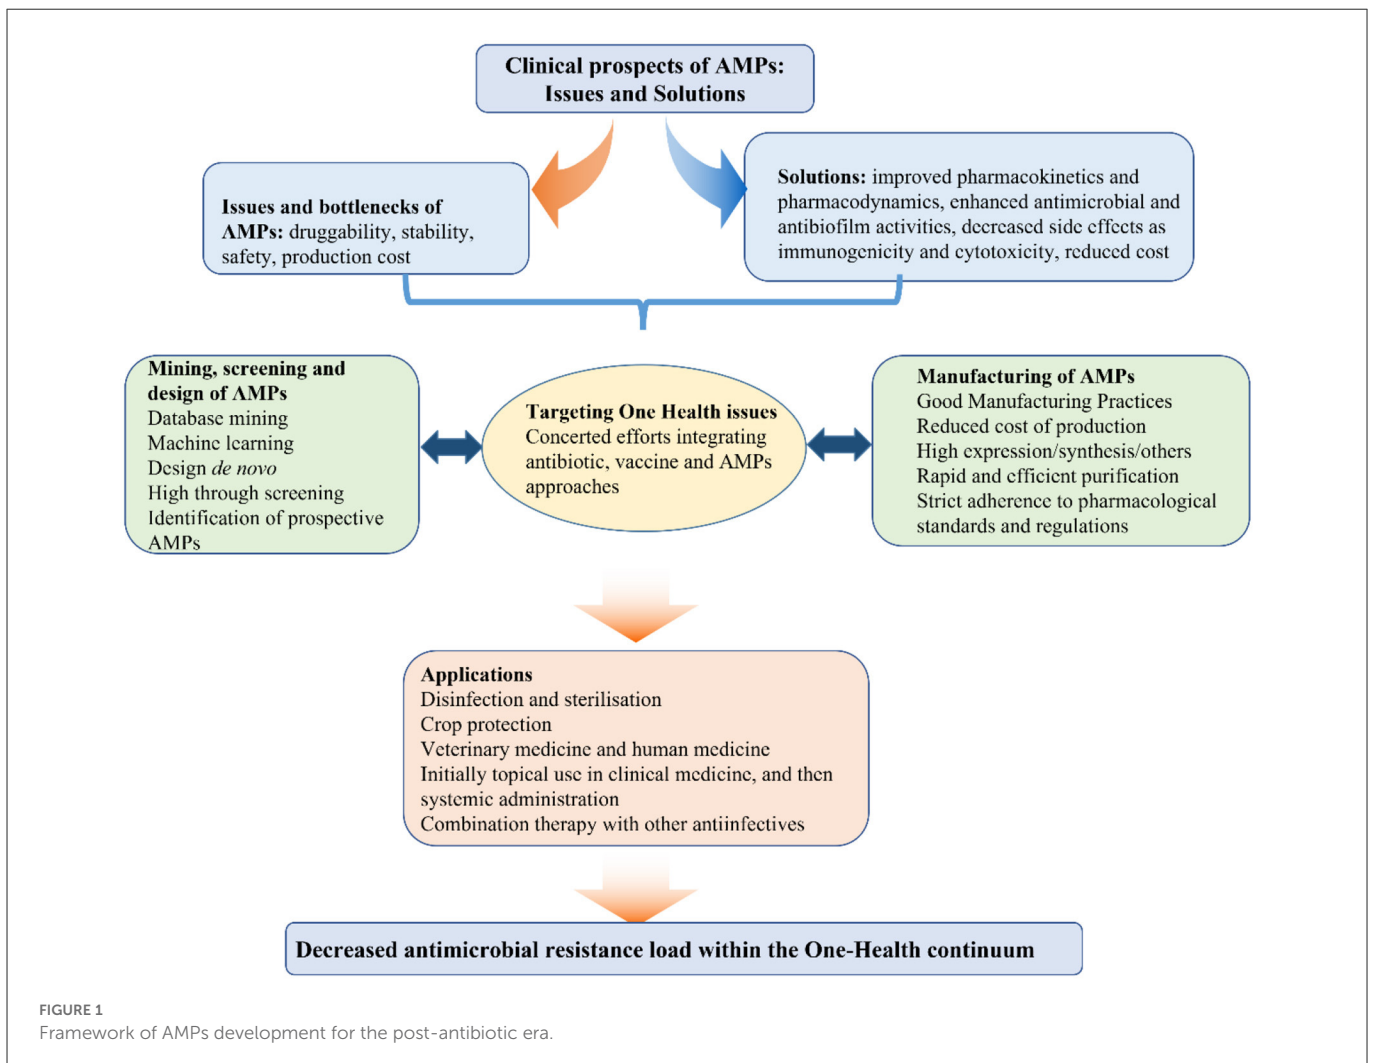 Clinical prospects of AMPs:
Issues and Solutions
Issues and bottlenecks of
AMPs: druggability, stability,
safety, production cost
Solutions: improved pharmacokinetics and
pharmacodynamics, enhanced antimicrobial and
antibiofilm activities, decreased side effects as
immunogenicity and cytotoxicity, reduced cost
Mining, screening and
design of AMPs
Database mining
Machine learning
Design de novo
High through screening
Identification of prospective
AMPs
Targeting One Health issues
Concerted efforts integrating
antibiotic, vaccine and AMPs
approaches
Manufacturing of AMPs
Good Manufacturing Practices
Reduced cost of production
High expression/synthesis/others
Rapid and efficient purification
Strict adherence to pharmacological
standards and regulations
Applications
Disinfection and sterilisation
Crop protection
Veterinary medicine and human medicine
Initially topical use in clinical medicine, and then
systemic administration
Combination therapy with other antiinfectives
Decreased antimicrobial resistance load within the One-Health continuum
FIGURE 1
Framework of AMPs development for the post-antibiotic era.